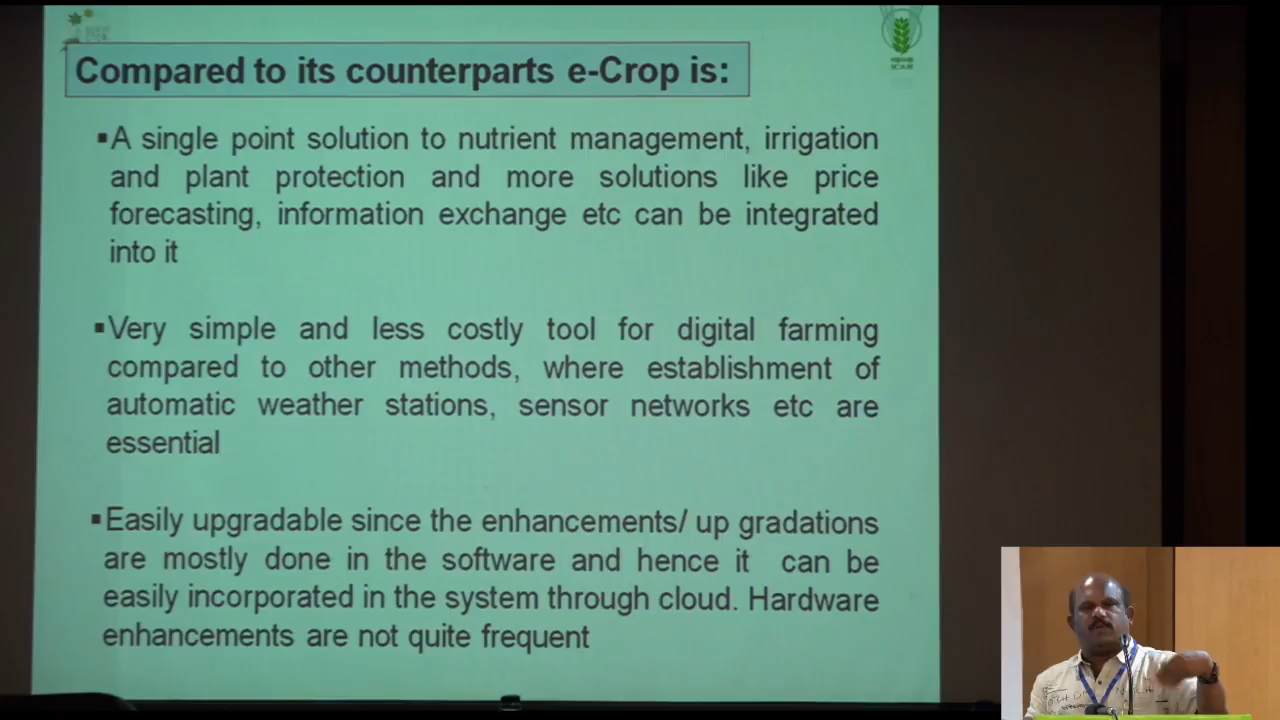 Compared to its counterparts e-Crop is:
▪A single point solution to nutrient management, irrigation
and plant protection and more solutions like price
forecasting, information exchange etc can be integrated
into it
▪Very simple and less costly tool for digital farming
compared to other methods, where establishment of
automatic weather stations, sensor networks etc are
essential
▪Easily upgradable since the enhancements/ up gradations
are mostly done in the software and hence it can be
easily incorporated in the system through cloud. Hardware
enhancements are not quite frequent
ICAR